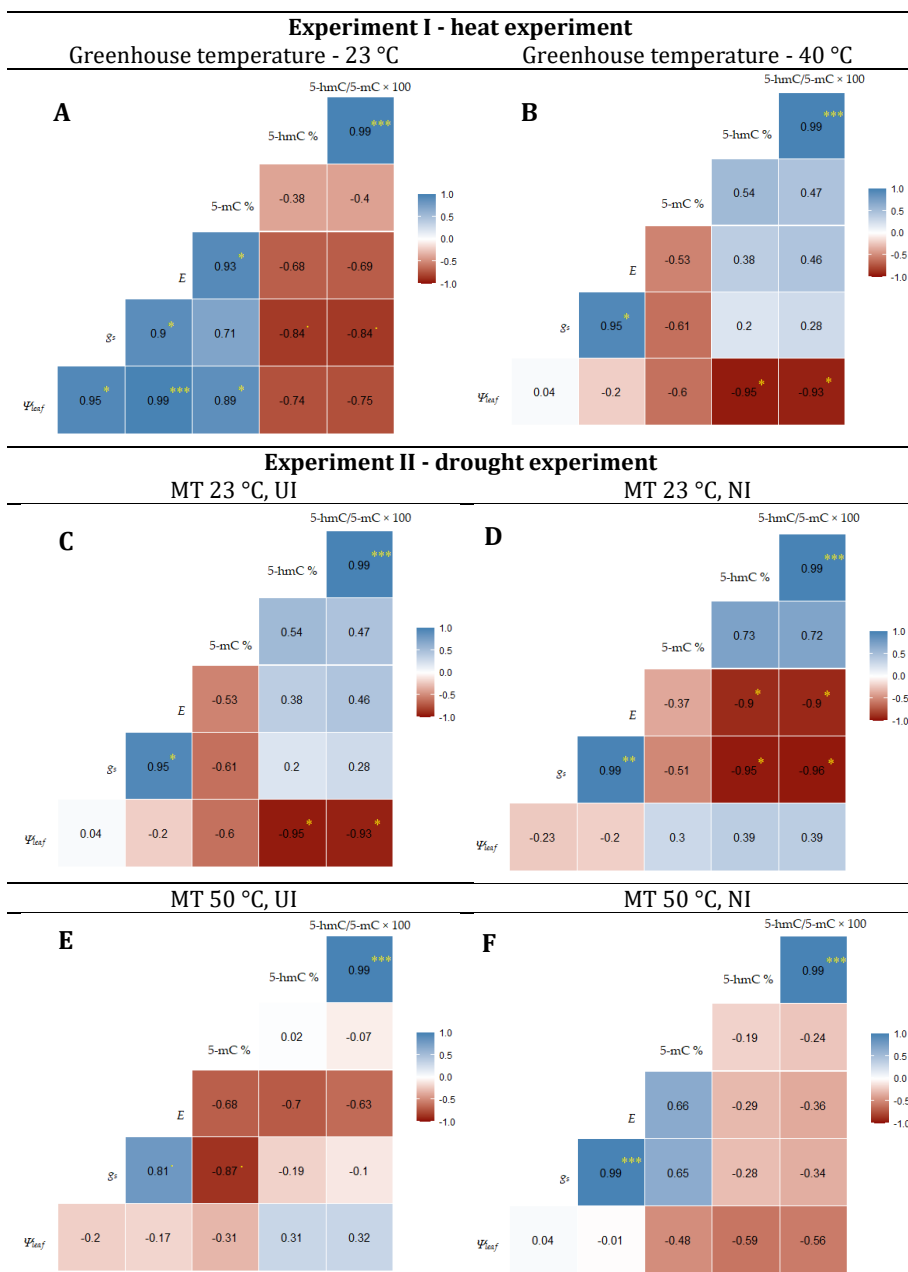 Experiment I - heat experiment
Greenhouse temperature - 23 °C Greenhouse temperature - 40 °C
A
5-hmC/5-mC × 100
5-hmC % 0.99 ***
5-mC % -0.38 -0.4
E 0.93 * -0.68 -0.69
gs 0.9 * 0.71 -0.84 · -0.84 ·
Ψleaf 0.95 * 0.99 *** 0.89 * -0.74 -0.75
1.0
0.5
0.0
-0.5
-1.0
B
5-hmC/5-mC × 100
5-hmC % 0.99 ***
5-mC % 0.54 0.47
E -0.53 0.38 0.46
gs 0.95 * -0.61 0.2 0.28
Ψleaf 0.04 -0.2 -0.6 -0.95 * -0.93 *
1.0
0.5
0.0
-0.5
-1.0
Experiment II - drought experiment
MT 23 °C, UI MT 23 °C, NI
C
5-hmC/5-mC × 100
5-hmC % 0.99 ***
5-mC % 0.54 0.47
E -0.53 0.38 0.46
gs 0.95 * -0.61 0.2 0.28
Ψleaf 0.04 -0.2 -0.6 -0.95 * -0.93 *
1.0
0.5
0.0
-0.5
-1.0
D
5-hmC/5-mC × 100
5-hmC % 0.99 ***
5-mC % 0.73 0.72
E -0.37 -0.9 * -0.9 *
gs 0.99 ** -0.51 -0.95 * -0.96 *
Ψleaf -0.23 -0.2 0.3 0.39 0.39
1.0
0.5
0.0
-0.5
-1.0
MT 50 °C, UI MT 50 °C, NI
E
5-hmC/5-mC × 100
5-hmC % 0.99 ***
5-mC % 0.02 -0.07
E -0.68 -0.7 -0.63
gs 0.81 · -0.87 · -0.19 -0.1
Ψleaf -0.2 -0.17 -0.31 0.31 0.32
1.0
0.5
0.0
-0.5
-1.0
F
5-hmC/5-mC × 100
5-hmC % 0.99 ***
5-mC % -0.19 -0.24
E 0.66 -0.29 -0.36
gs 0.99 *** 0.65 -0.28 -0.34
Ψleaf 0.04 -0.01 -0.48 -0.59 -0.56
1.0
0.5
0.0
-0.5
-1.0